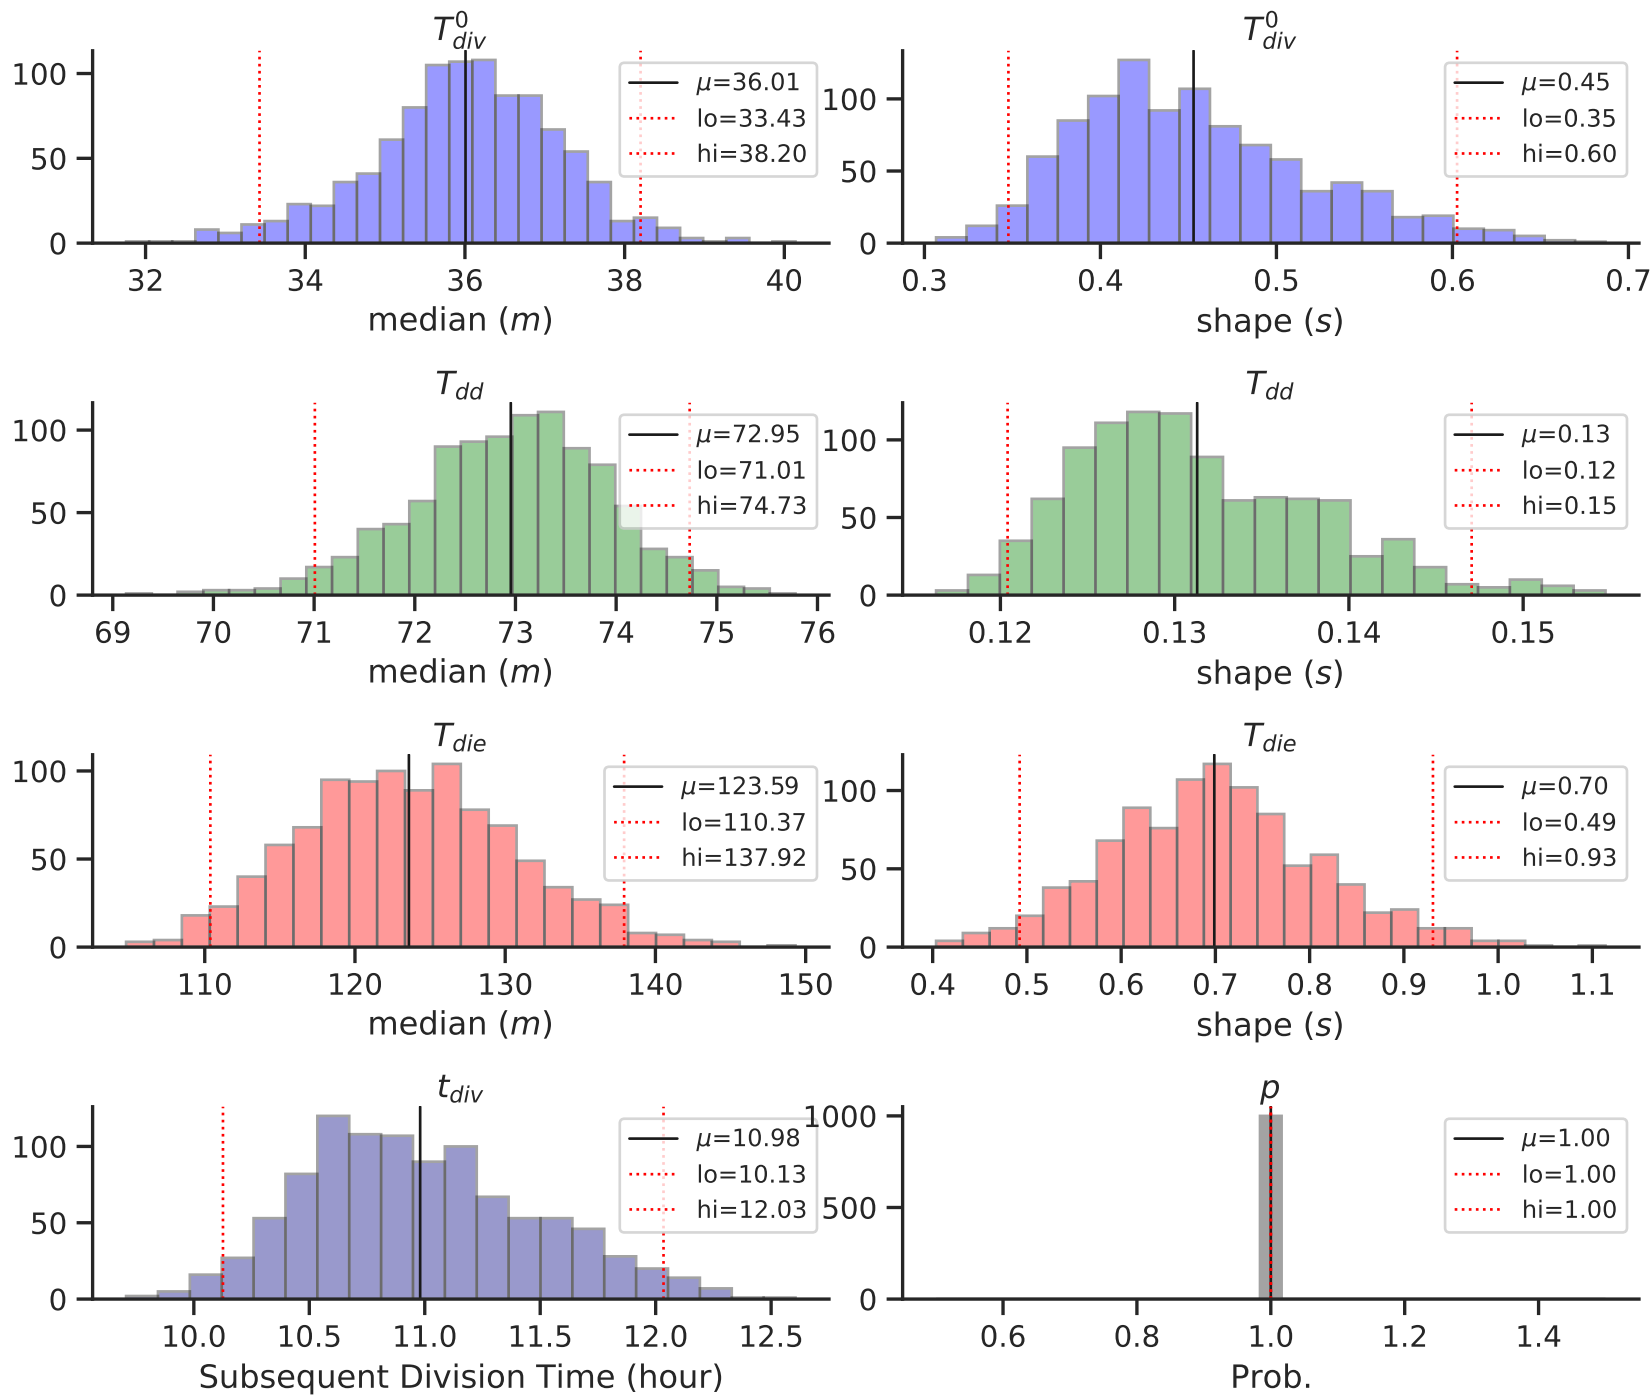 T⁰div
100
50
0
μ=36.01
lo=33.43
hi=38.20
32 34 36 38 40
median (m)
T⁰div
100
50
0
μ=0.45
lo=0.35
hi=0.60
0.3 0.4 0.5 0.6 0.7
shape (s)
Tdd
100
50
0
μ=72.95
lo=71.01
hi=74.73
69 70 71 72 73 74 75 76
median (m)
Tdd
100
50
0
μ=0.13
lo=0.12
hi=0.15
0.12 0.13 0.14 0.15
shape (s)
Tdie
100
50
0
μ=123.59
lo=110.37
hi=137.92
110 120 130 140 150
median (m)
Tdie
100
50
0
μ=0.70
lo=0.49
hi=0.93
0.4 0.5 0.6 0.7 0.8 0.9 1.0 1.1
shape (s)
tdiv
100
50
0
μ=10.98
lo=10.13
hi=12.03
10.0 10.5 11.0 11.5 12.0 12.5
Subsequent Division Time (hour)
p
1000
500
0
μ=1.00
lo=1.00
hi=1.00
0.6 0.8 1.0 1.2 1.4
Prob.